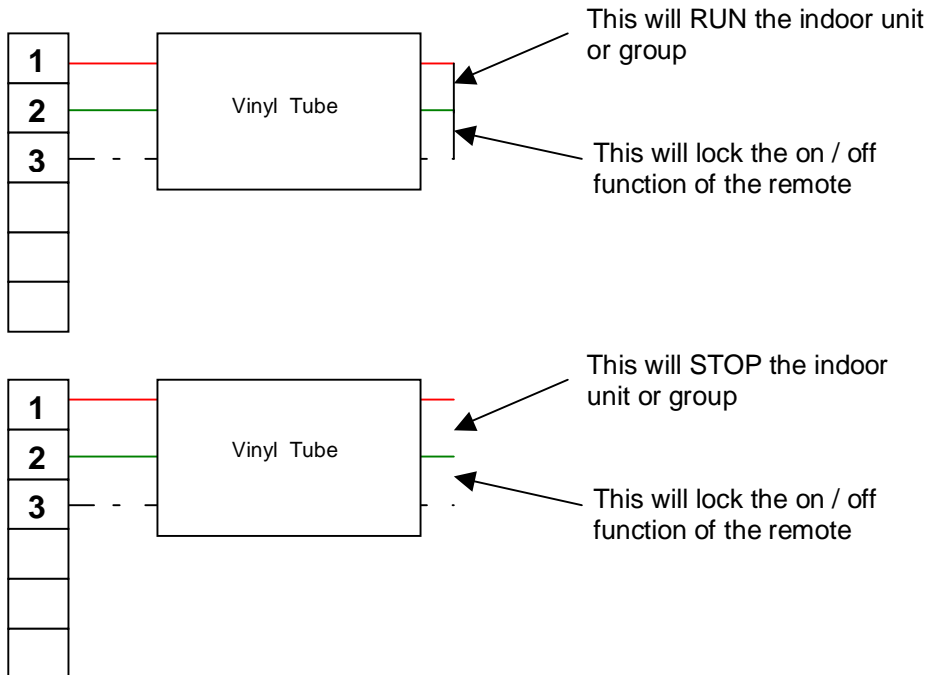 This will RUN the indoor unit
or group
1
2
3
Vinyl Tube
This will lock the on / off
function of the remote
This will STOP the indoor
unit or group
1
2
3
Vinyl Tube
This will lock the on / off
function of the remote